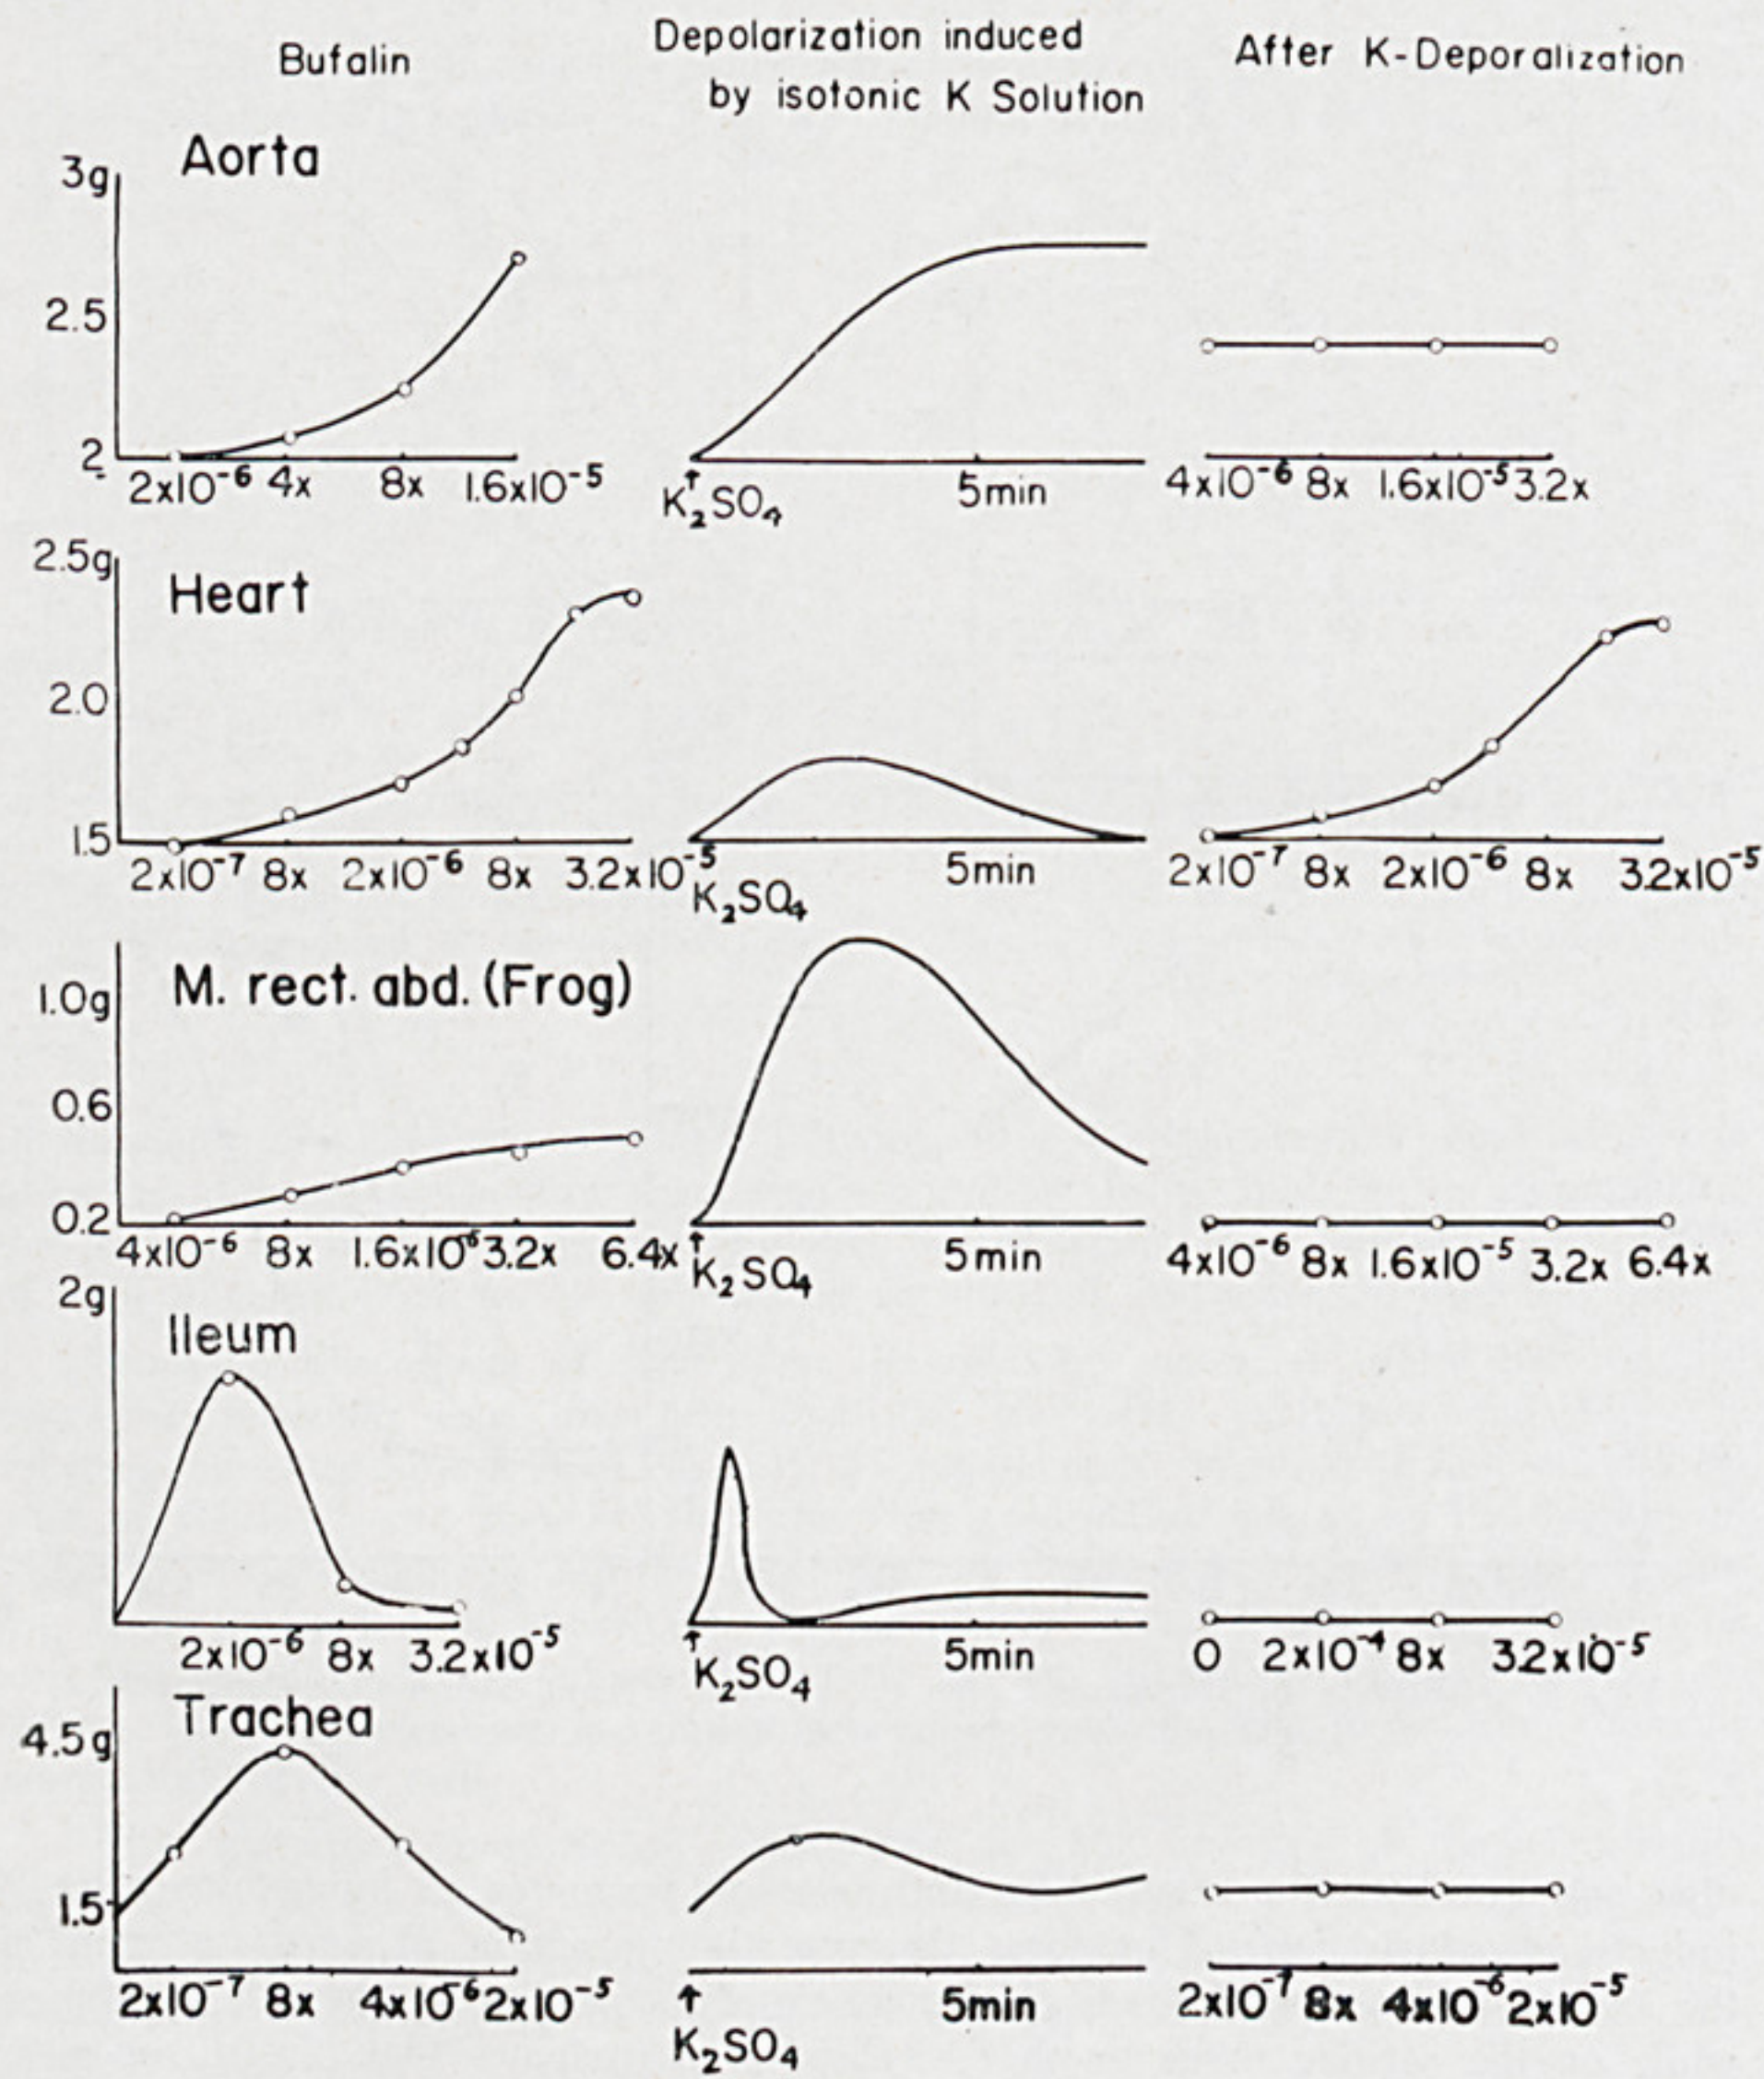 Bufalin
Depolarization induced
by isotonic K Solution
After K-Deporalization
Aorta
3g
2.5
2
2x10⁻⁶ 4x 8x 1.6x10⁻⁵
K₂SO₄
5min
4x10⁻⁶ 8x 1.6x10⁻⁵ 3.2x
Heart
2.5g
2.0
1.5
2x10⁻⁷ 8x 2x10⁻⁶ 8x 3.2x10⁻⁵
K₂SO₄
5min
2x10⁻⁷ 8x 2x10⁻⁶ 8x 3.2x10⁻⁵
M. rect. abd. (Frog)
1.0g
0.6
0.2
4x10⁻⁶ 8x 3.2x 6.4x
K₂SO₄
5min
4x10⁻⁶ 8x 1.6x10⁻⁵ 3.2x 6.4x
Ileum
2g
2x10⁻⁶ 8x 3.2x10⁻⁵
K₂SO₄
5min
0 8x 3.2x10⁻⁵
Trachea
4.5g
1.5
2x10⁻⁷ 8x 4x10⁻⁶ 2x10⁻⁵
K₂SO₄
5min
2x10⁻⁷ 8x 4x10⁻⁶ 2x10⁻⁵